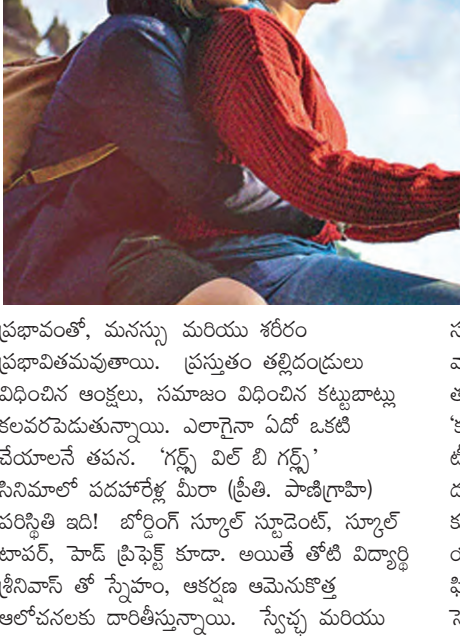 ప్రభావంతో, మనస్సు మరియు శరీరం
ప్రభావితమవుతాయి. ప్రస్తుతం తల్లిదండ్రులు
విధించిన ఆంక్షలు, సమాజం విధించిన కట్టుబాట్లు
కలవరపెడుతున్నాయి. ఎలాగైనా ఏదో ఒకటి
చేయాలనే తపన. ‘గర్ల్స్ విల్ బి గర్ల్స్’
సినిమాలో పదహారేళ్ల మీరా (ప్రీతి. పాణిగ్రాహి)
పరిస్థితి ఇది! బోర్డింగ్ స్కూల్ స్టూడెంట్, స్కూల్
టాపర్, హెడ్ ప్రిఫెక్ట్ కూడా. అయితే తోటి విద్యార్థి
శ్రీనివాస్ తో స్నేహం, ఆకర్షణ ఆమెనుకొత్త
ఆలోచనలకు దారితీస్తున్నాయి. స్వేచ్ఛ మరియు